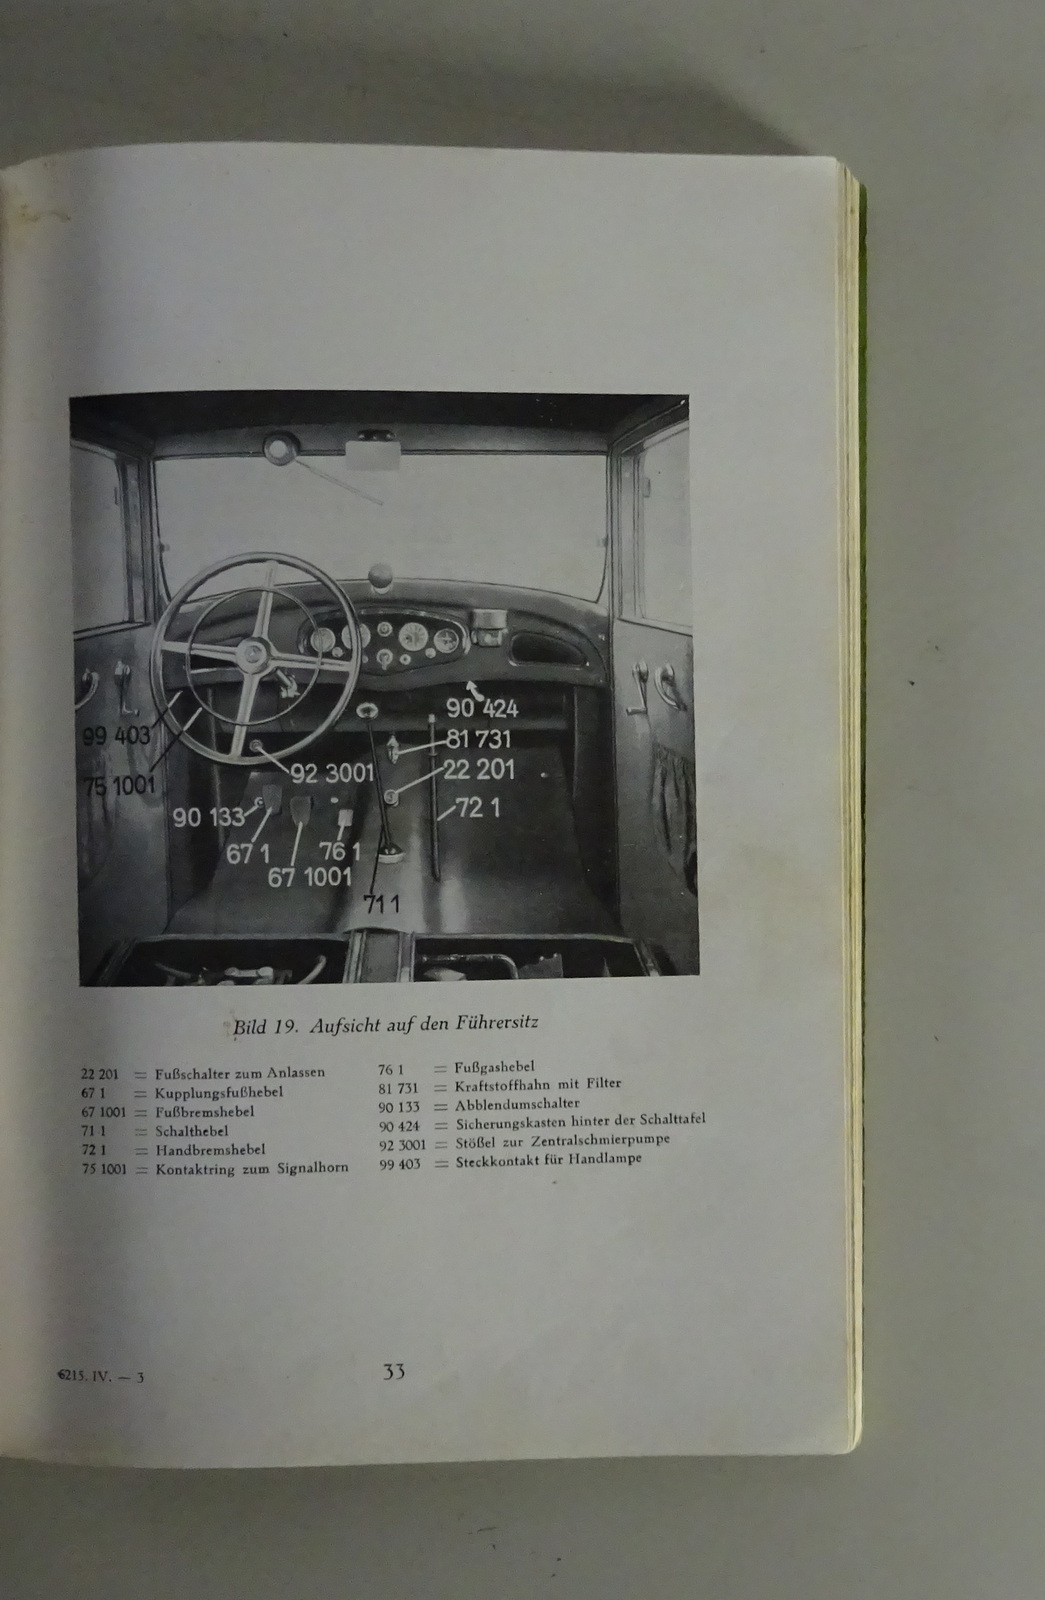 90 424
99 403
81 731
22 201
75 1001
92 3001
72 1
90 133
67 1
76 1
67 1001
71 1
Bild 19. Aufsicht auf den Führersitz
22 201 = Fußschalter zum Anlassen
67 1 = Kupplungsfußhebel
67 1001 = Fußbremshebel
71 1 = Schalthebel
72 1 = Handbremshebel
75 1001 = Kontaktring zum Signalhorn
76 1 = Fußgashebel
81 731 = Kraftstoffhahn mit Filter
90 133 = Abblendumschalter
90 424 = Sicherungskasten hinter der Schalttafel
92 3001 = Stößel zur Zentralschmierpumpe
99 403 = Steckkontakt für Handlampe
6215. IV. — 3
33